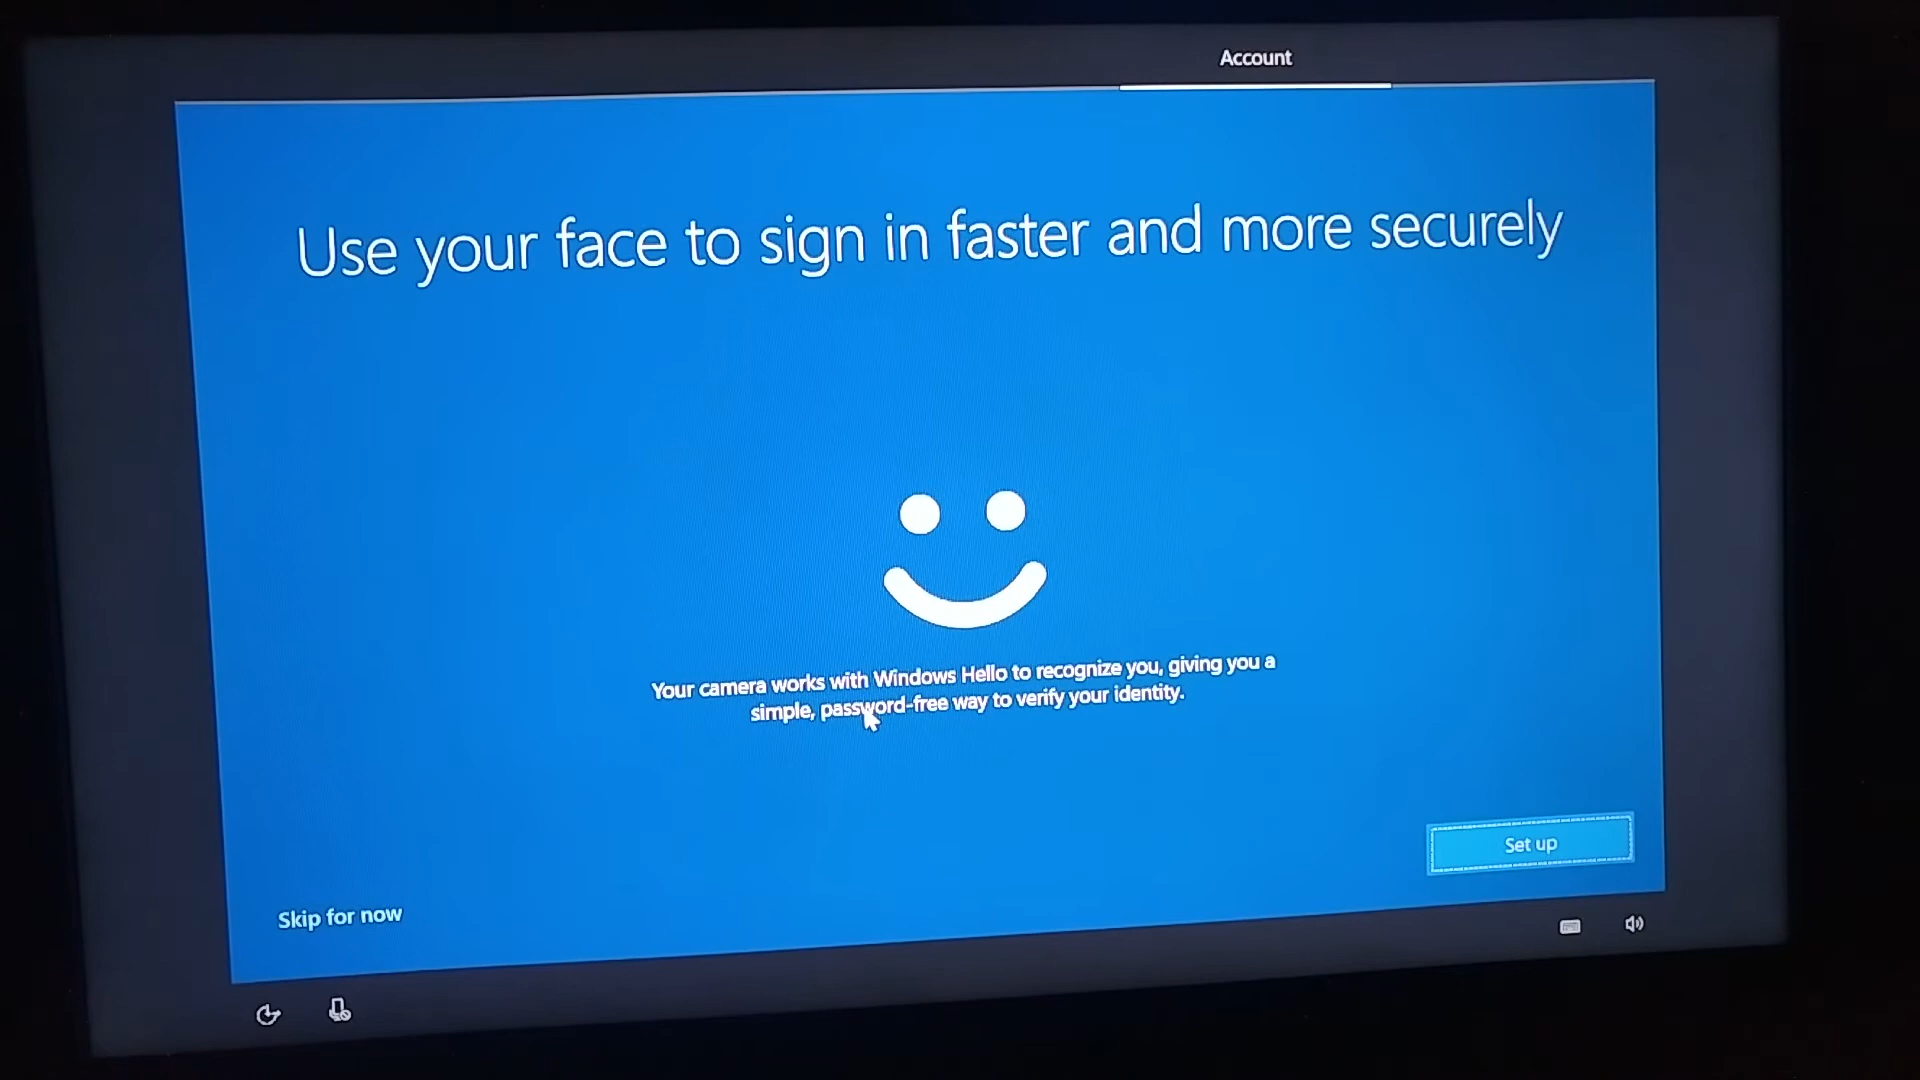 Account
Use your face to sign in faster and more securely
Your camera works with Windows Hello to recognize you, giving you a
simple, password-free way to verify your identity.
Set up
Skip for now